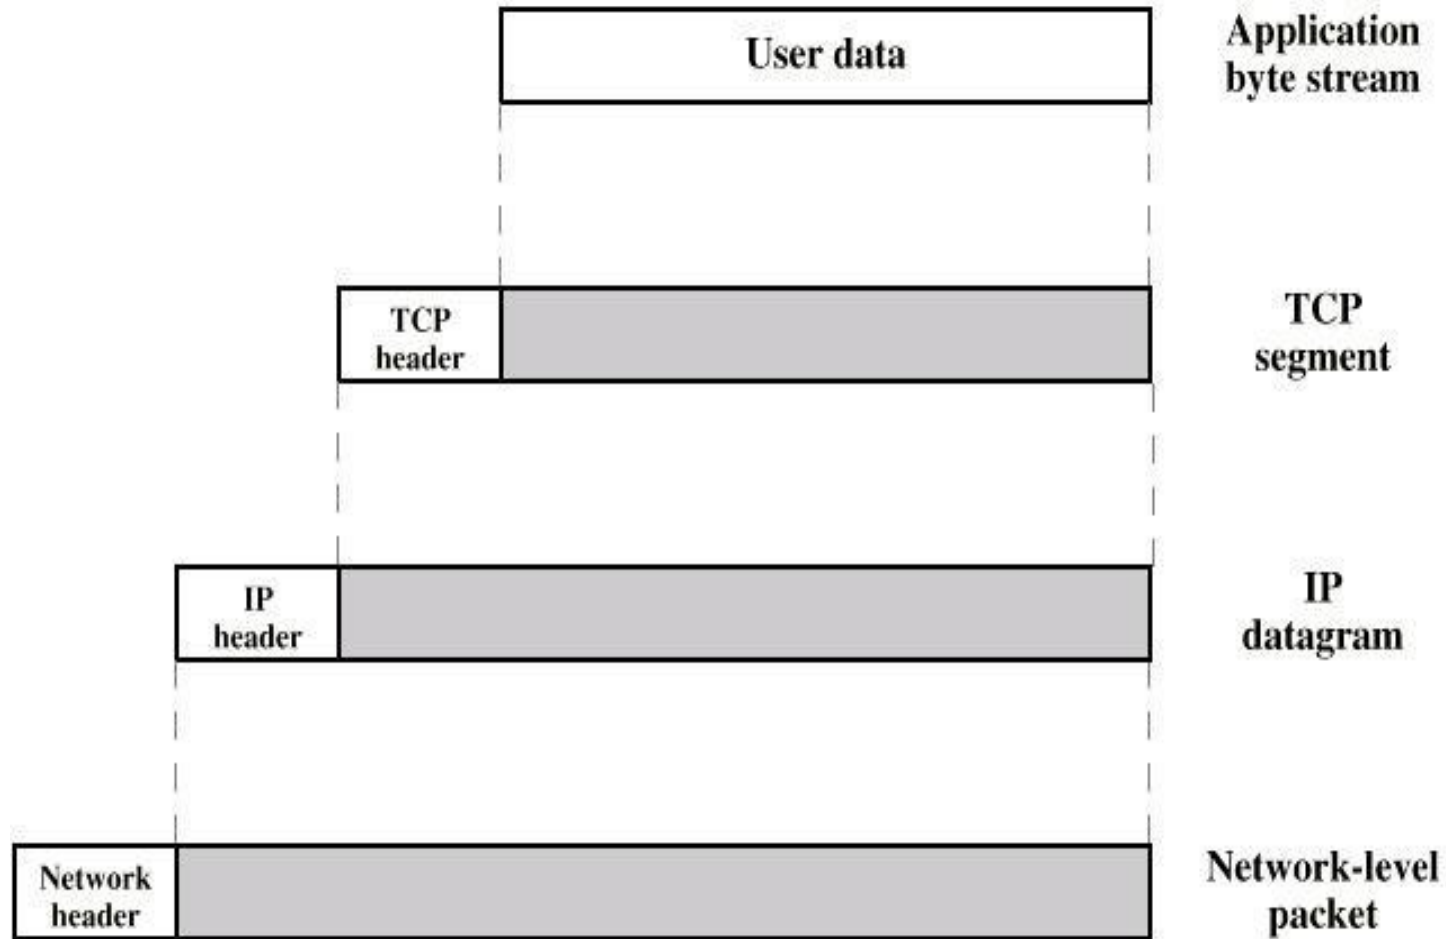 User data
Application
byte stream
TCP
header
TCP
segment
IP
header
IP
datagram
Network
header
Network-level
packet